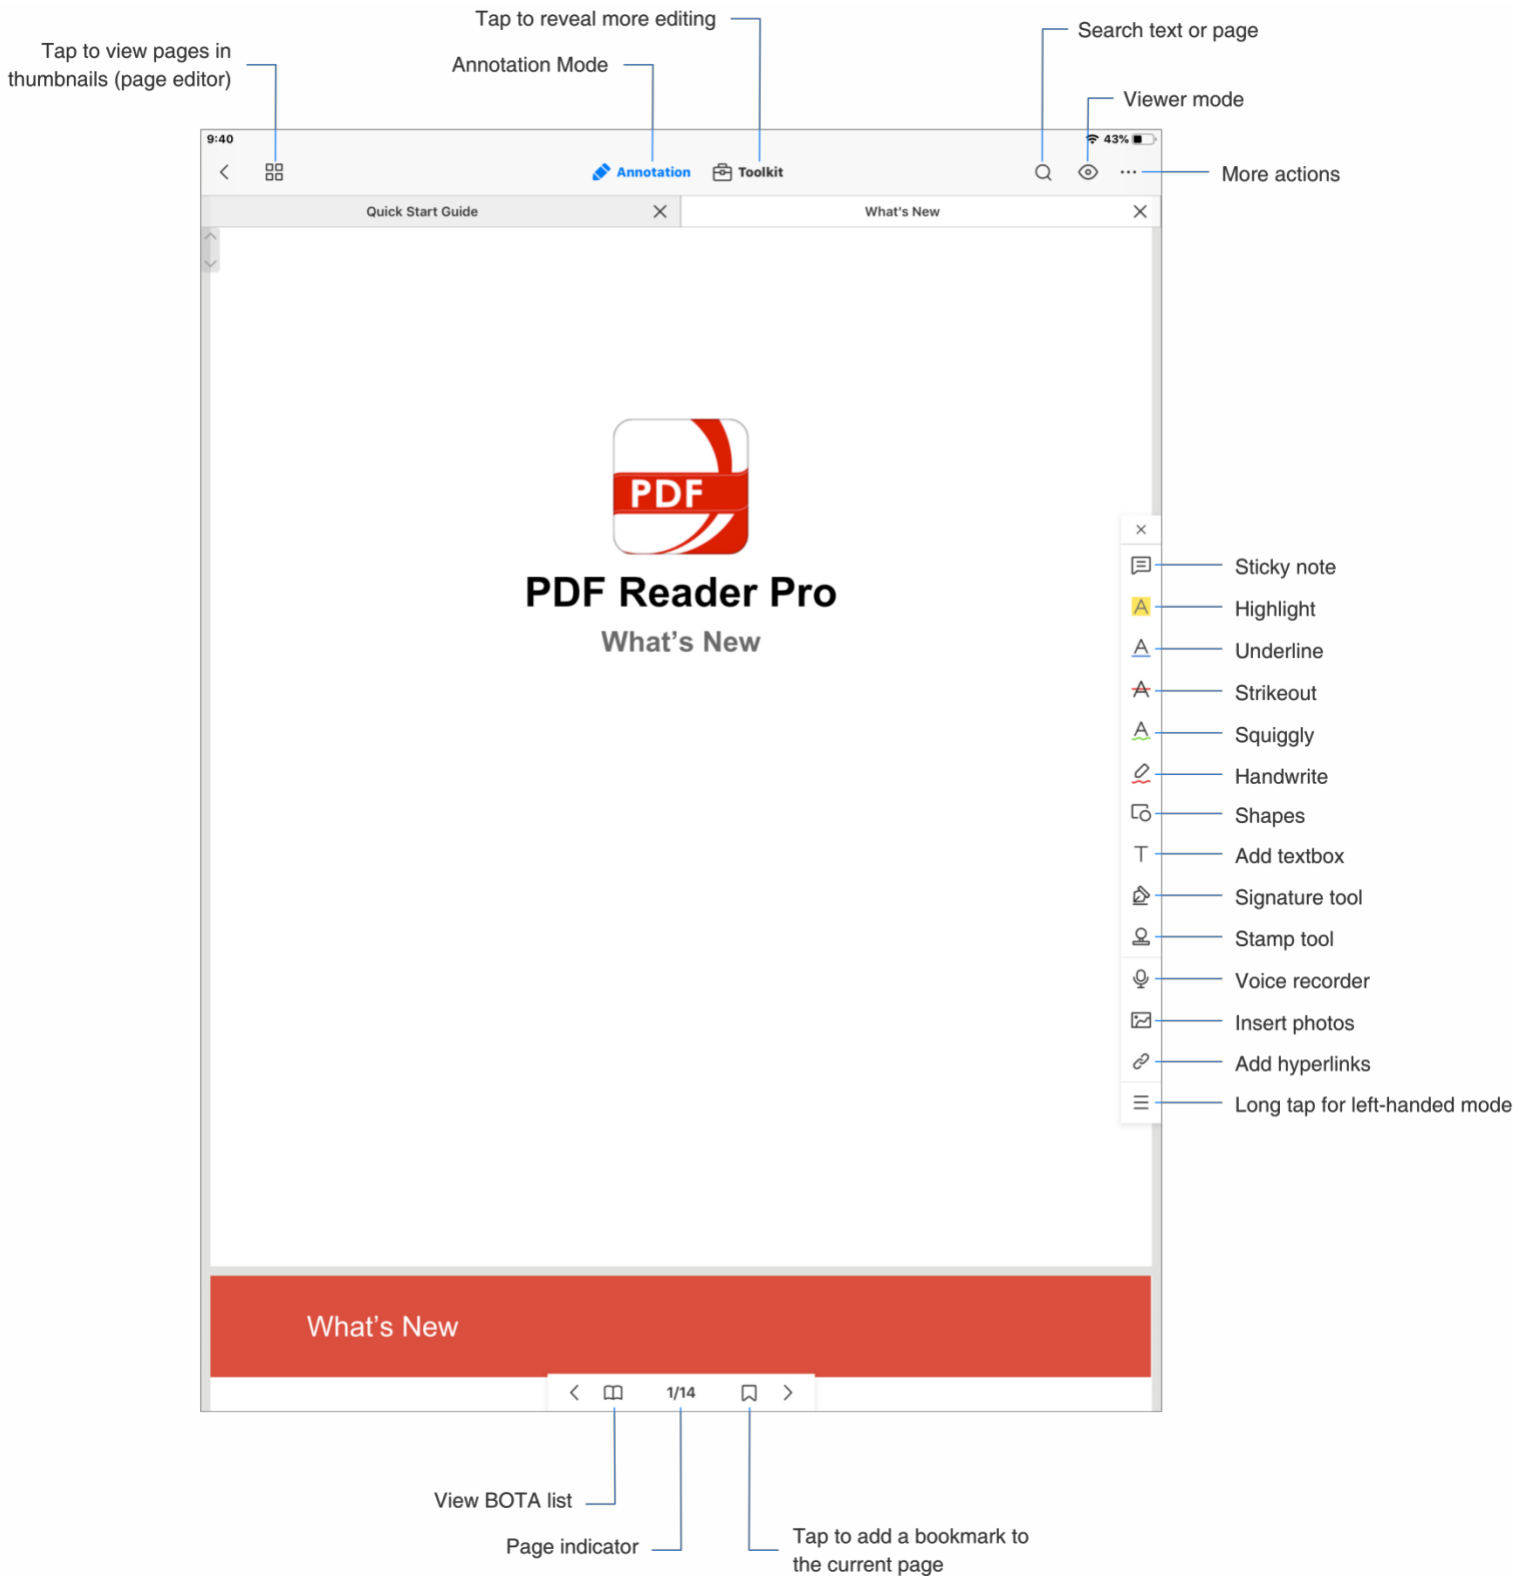 Tap to reveal more editing
Search text or page
Tap to view pages in
thumbnails (page editor)
Annotation Mode
Viewer mode
9:40
43%
Annotation
Toolkit
More actions
Quick Start Guide
What's New
PDF
PDF Reader Pro
What’s New
Sticky note
A
Highlight
A
Underline
A
Strikeout
A
Squiggly
Handwrite
Shapes
T
Add textbox
Signature tool
Stamp tool
Voice recorder
Insert photos
Add hyperlinks
Long tap for left-handed mode
What’s New
1/14
View BOTA list
Page indicator
Tap to add a bookmark to
the current page